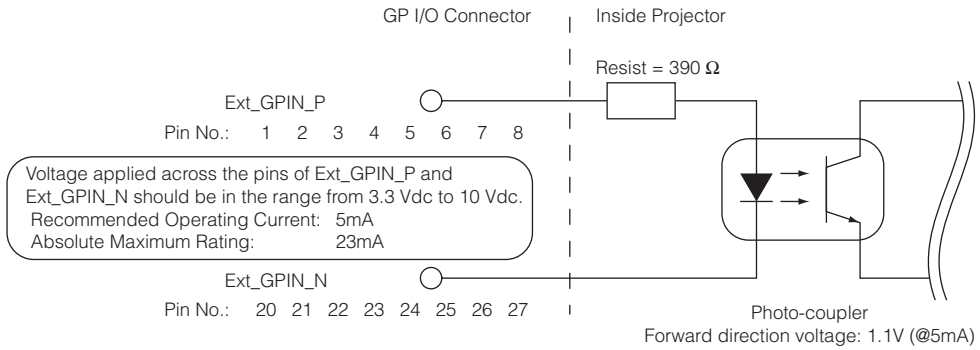 GP I/O Connector
Inside Projector
Resist = 390 Ω
Ext_GPIN_P
Pin No.: 1 2 3 4 5 6 7 8
Voltage applied across the pins of Ext_GPIN_P and
Ext_GPIN_N should be in the range from 3.3 Vdc to 10 Vdc.
Recommended Operating Current: 5mA
Absolute Maximum Rating: 23mA
Ext_GPIN_N
Pin No.: 20 21 22 23 24 25 26 27
Photo-coupler
Forward direction voltage: 1.1V (@5mA)